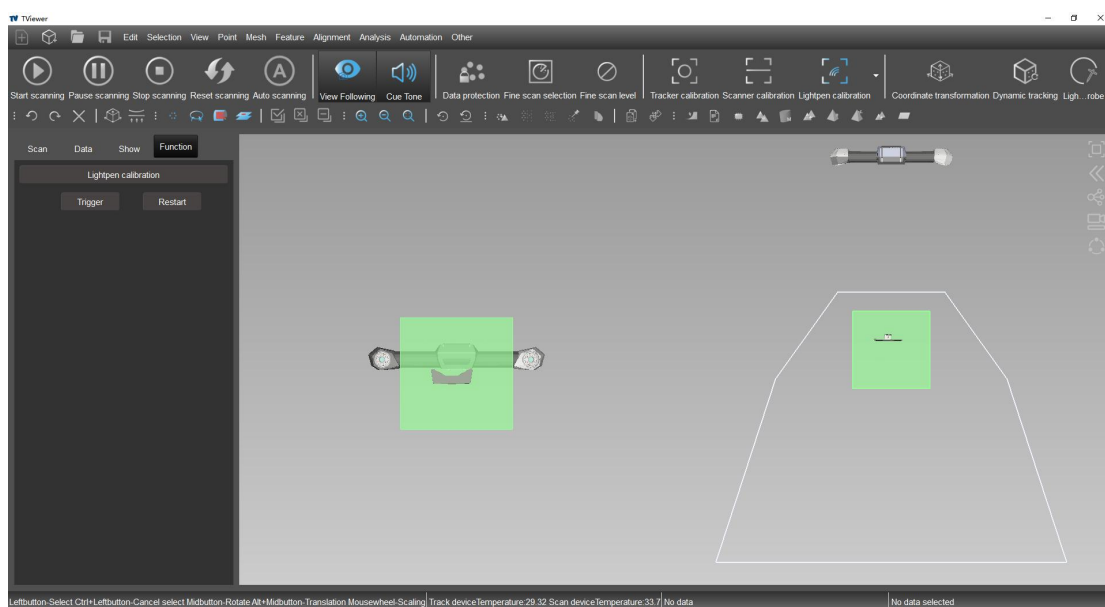 TViewer
Edit Selection View Point Mesh Feature Alignment Analysis Automation Other
Start scanning Pause scanning Stop scanning Reset scanning Auto scanning View Following Cue Tone Data protection Fine scan selection Fine scan level Tracker calibration Scanner calibration Lightpen calibration Coordinate transformation Dynamic tracking Ligh...robe
Scan Data Show Function
Lightpen calibration
Trigger Restart
Leftbutton-Select Ctrl+Leftbutton-Cancel select Midbutton-Rotate Alt+Midbutton-Translation Mousewheel-Scaling Track deviceTemperature:29.32 Scan deviceTemperature:33.7 No data No data selected